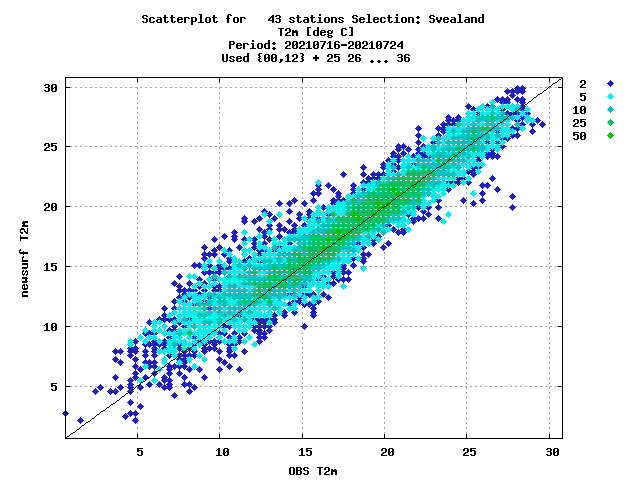 Scatterplot for   43 stations Selection: Svealand
T2m [deg C]
Period: 20210716-20210724
Used {00,12} + 25 26 ... 36
2
5
10
25
50
30
25
20
15
10
5
newsurf T2m
5 10 15 20 25 30
OBS T2m